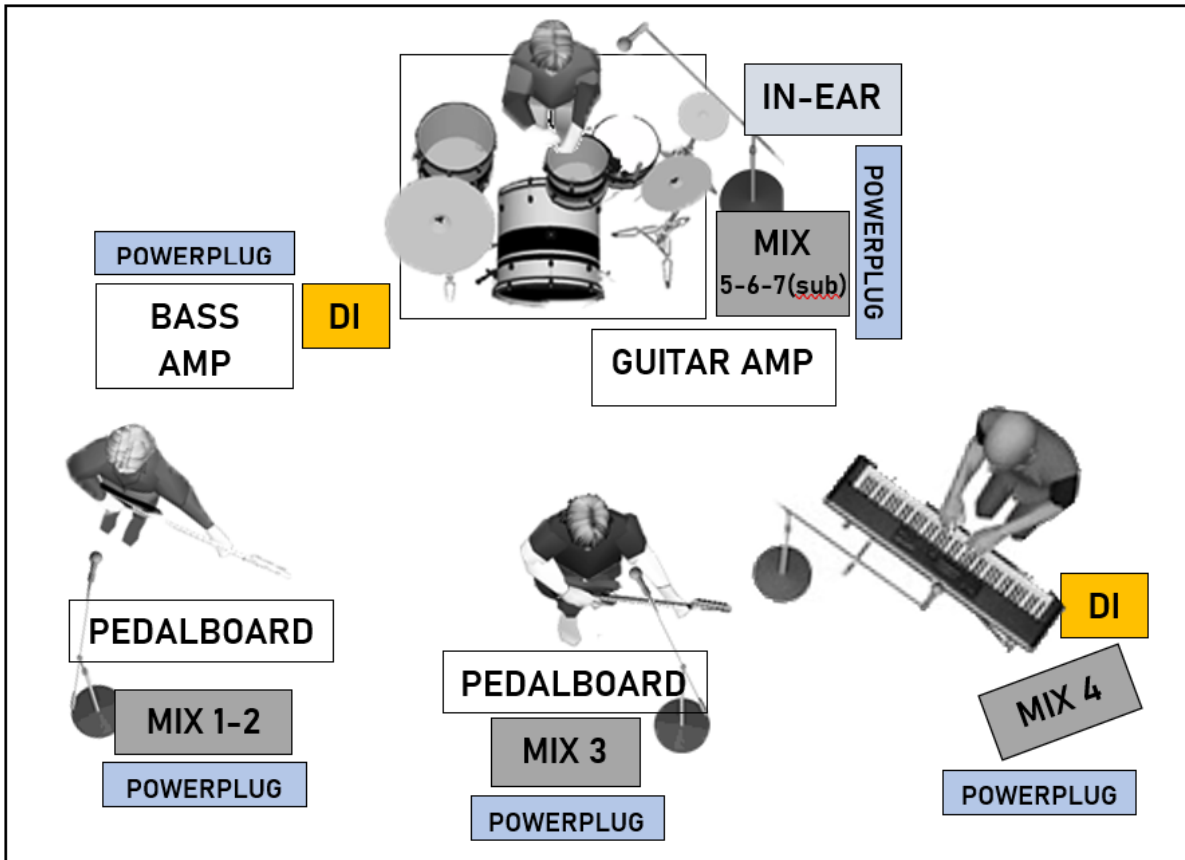 IN-EAR
POWERPLUG
MIX
5-6-7(sub)
POWERPLUG
BASS
AMP
DI
GUITAR AMP
PEDALBOARD
MIX 1-2
POWERPLUG
PEDALBOARD
MIX 3
POWERPLUG
DI
MIX 4
POWERPLUG